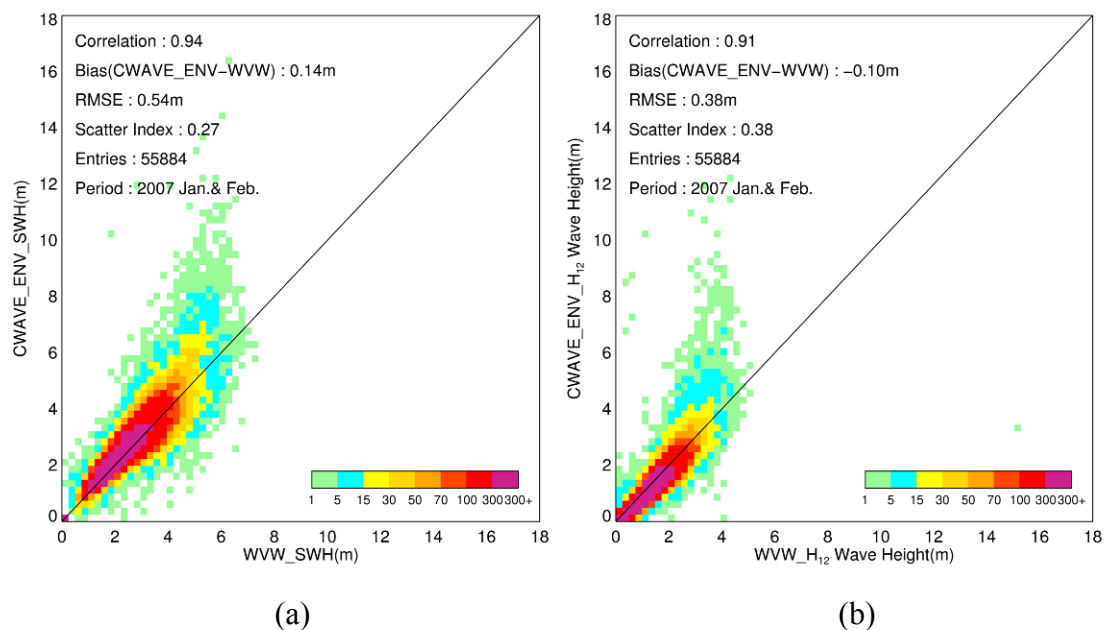 Correlation : 0.94
Bias(CWAVE_ENV−WVW) : 0.14m
RMSE : 0.54m
Scatter Index : 0.27
Entries : 55884
Period : 2007 Jan.& Feb.
18
16
14
12
10
8
6
4
2
0
CWAVE_ENV_SWH(m)
1 5 15 30 50 70 100 300 300+
0 2 4 6 8 10 12 14 16 18
WVW_SWH(m)
(a)
Correlation : 0.91
Bias(CWAVE_ENV−WVW) : −0.10m
RMSE : 0.38m
Scatter Index : 0.38
Entries : 55884
Period : 2007 Jan.& Feb.
18
16
14
12
10
8
6
4
2
0
CWAVE_ENV_H₁₂ Wave Height(m)
1 5 15 30 50 70 100 300 300+
0 2 4 6 8 10 12 14 16 18
WVW_H₁₂ Wave Height(m)
(b)